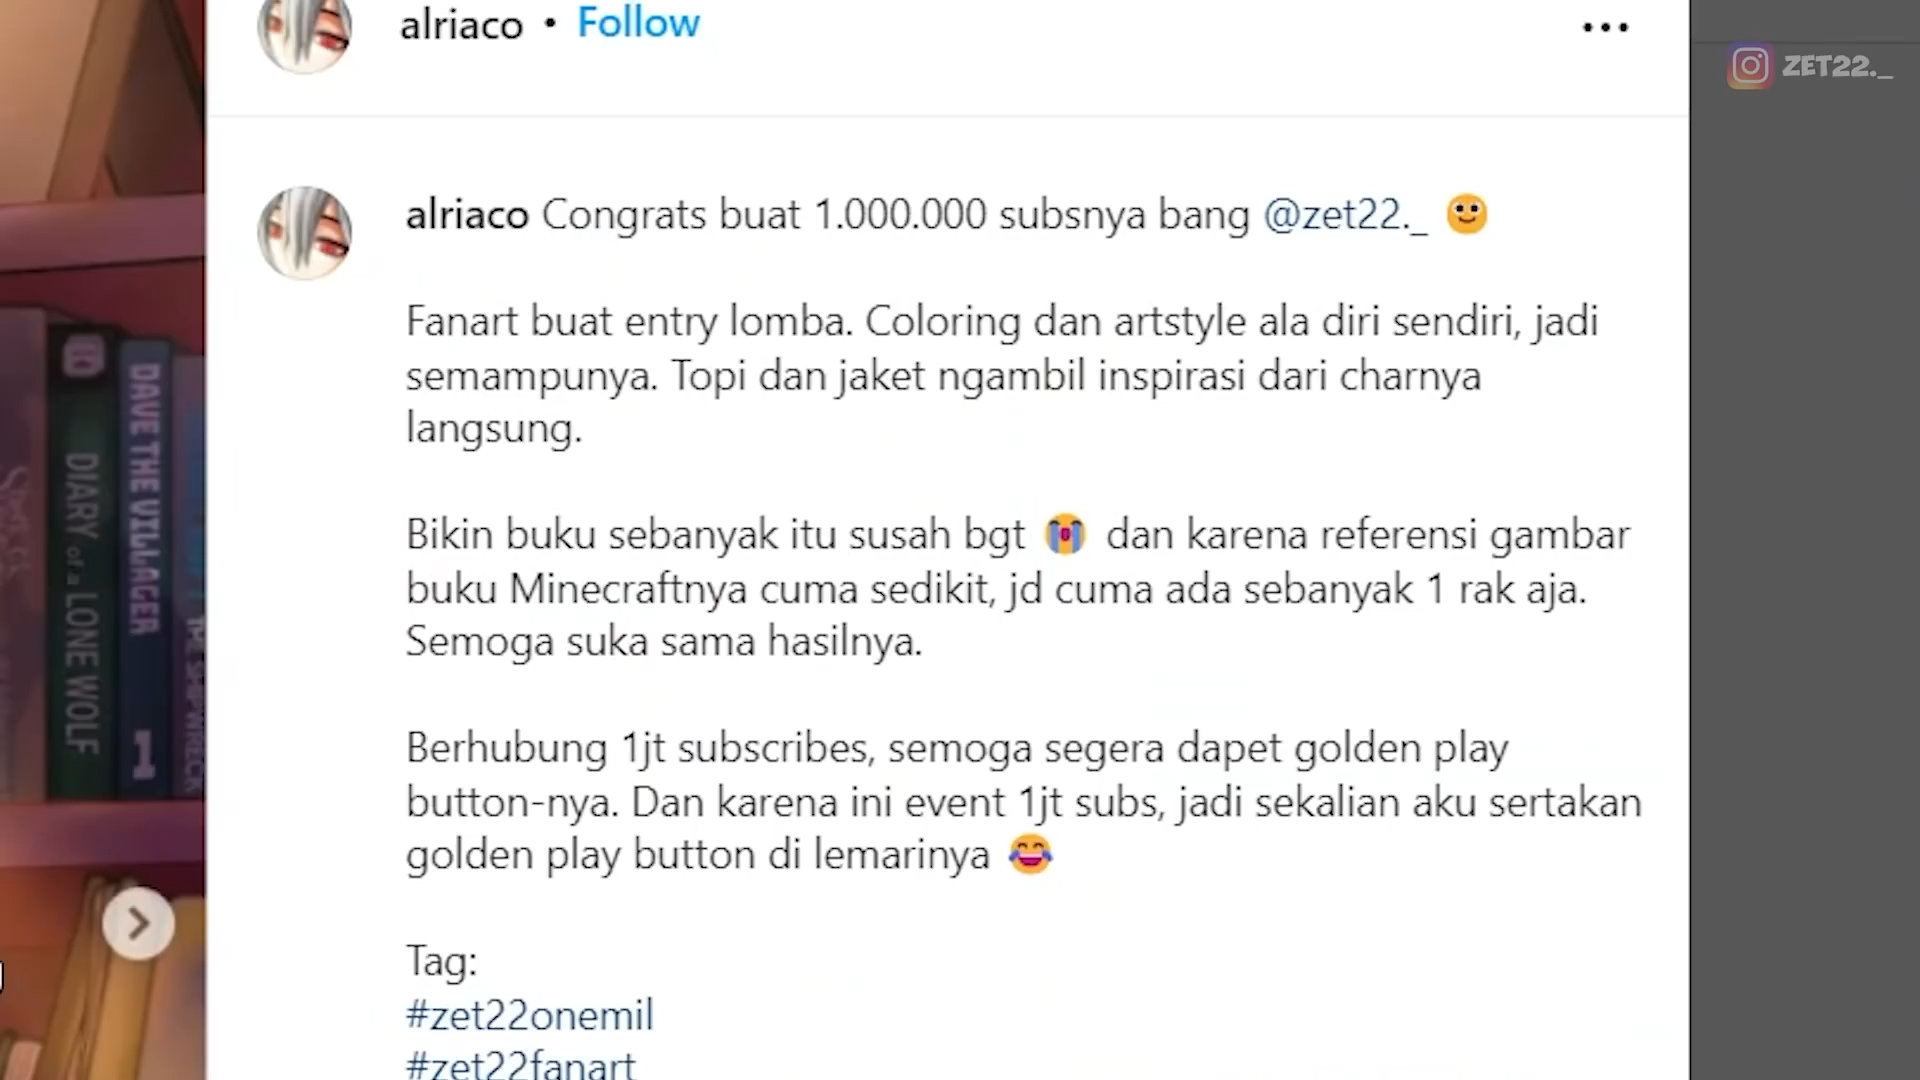 alriaco • Follow
ZET22._
alriaco Congrats buat 1.000.000 subsnya bang @zet22._ 🙂
Fanart buat entry lomba. Coloring dan artstyle ala diri sendiri, jadi
semampunya. Topi dan jaket ngambil inspirasi dari charnya
langsung.
Bikin buku sebanyak itu susah bgt 😭 dan karena referensi gambar
buku Minecraftnya cuma sedikit, jd cuma ada sebanyak 1 rak aja.
Semoga suka sama hasilnya.
Berhubung 1jt subscribes, semoga segera dapet golden play
button-nya. Dan karena ini event 1jt subs, jadi sekalian aku sertakan
golden play button di lemarinya 😂
Tag:
#zet22onemil
#zet22fanart
DIARY of a LONE WOLF
DAVE THE VILLAGER 1
THE SHIPWRECK